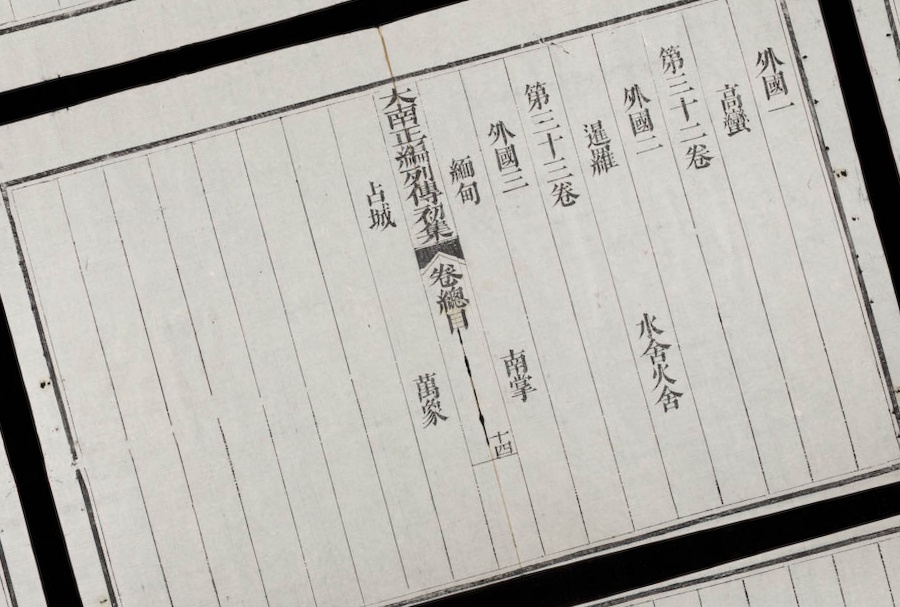 外國一
高蠻
第三十二卷
外國二
暹羅 水舍火舍
第三十三卷
外國三
緬甸 南掌
大南正編列傳初集 卷總目 十四
占城 萬象